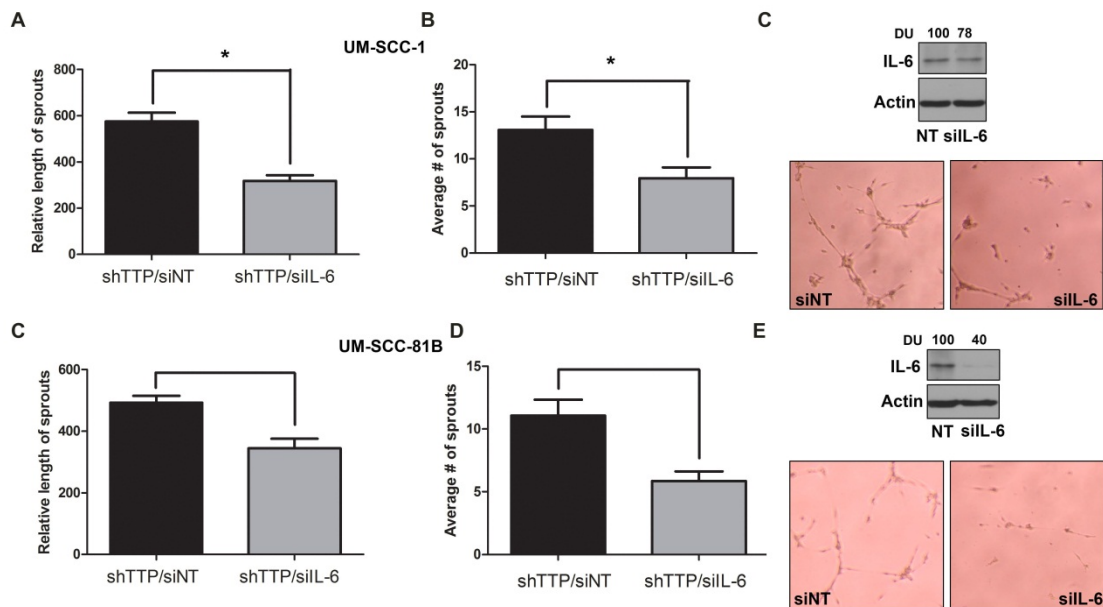 A
UM-SCC-1
*
Relative length of sprouts
800
600
400
200
0
shTTP/siNT shTTP/siIL-6
B
*
Average # of sprouts
20
15
10
5
0
shTTP/siNT shTTP/siIL-6
C
DU 100 78
IL-6
Actin
NT siIL-6
siNT
siIL-6
C
UM-SCC-81B
Relative length of sprouts
600
400
200
0
shTTP/siNT shTTP/siIL-6
D
Average # of sprouts
15
10
5
0
shTTP/siNT shTTP/siIL-6
E
DU 100 40
IL-6
Actin
NT siIL-6
siNT
siIL-6